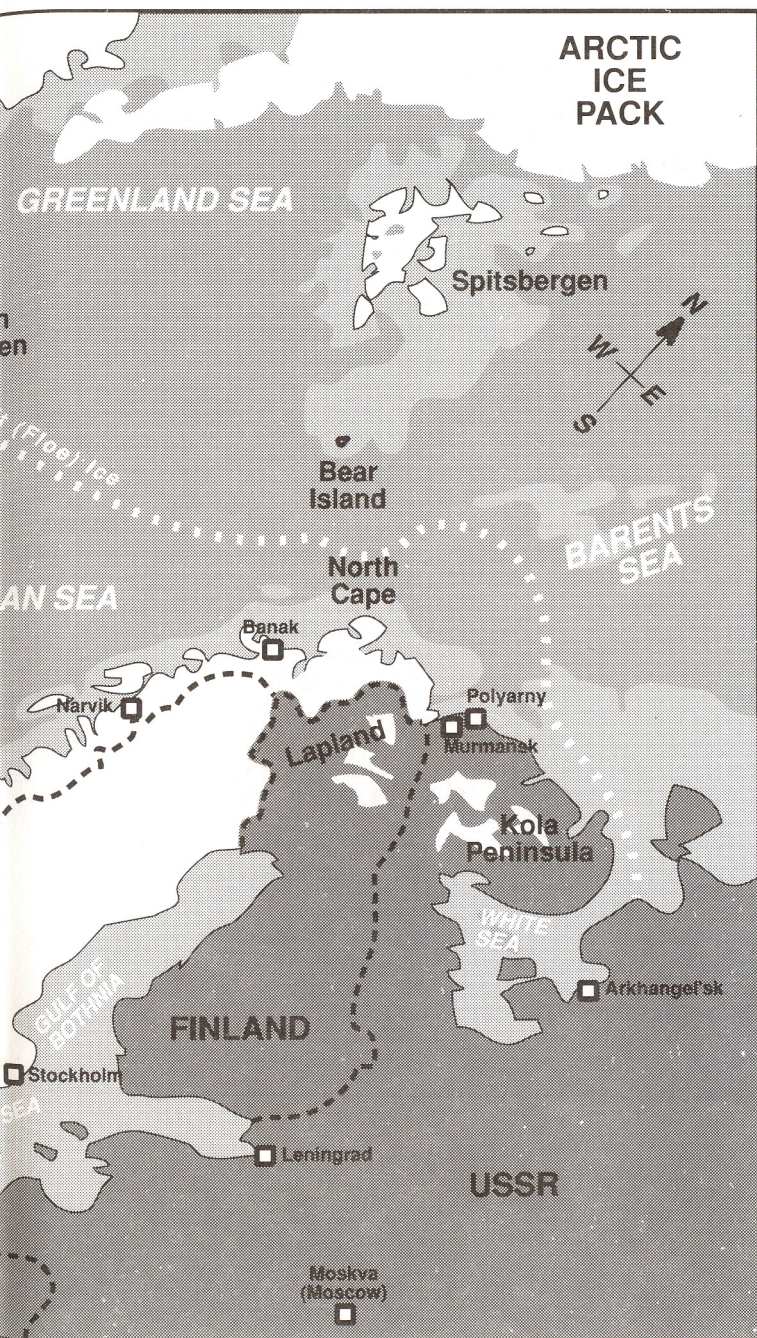 ARCTIC
ICE
PACK
GREENLAND SEA
Spitsbergen
N
W
E
S
en
(Floe) Ice
Bear
Island
BARENTS
SEA
North
Cape
AN SEA
Banak
Narvik
Polyarny
Murmansk
Lapland
Kola
Peninsula
WHITE
SEA
Arkhangel'sk
GULF OF
BOTHNIA
FINLAND
Stockholm
SEA
Leningrad
USSR
Moskva
(Moscow)